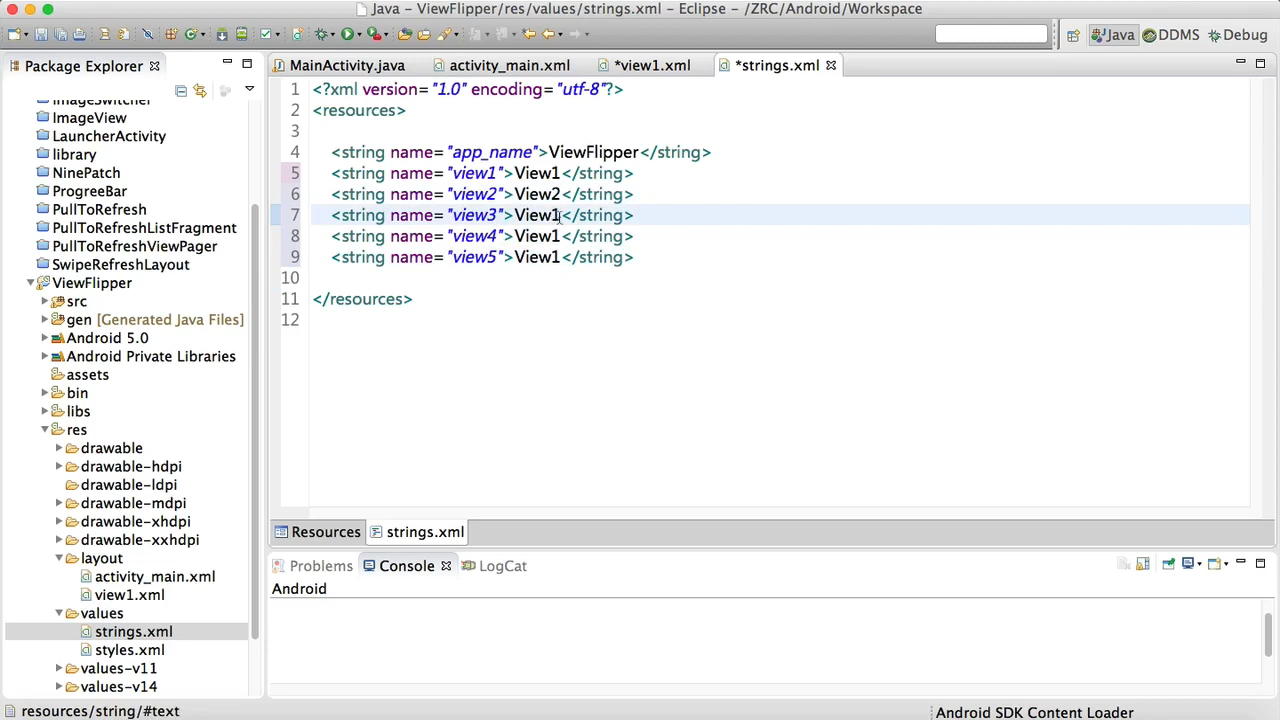 Java – ViewFlipper/res/values/strings.xml – Eclipse – /ZRC/Android/Workspace
Java DDMS Debug
Package Explorer
ImageSwitcher
ImageView
LauncherActivity
library
NinePatch
ProgreeBar
PullToRefresh
PullToRefreshListFragment
PullToRefreshViewPager
SwipeRefreshLayout
ViewFlipper
src
gen [Generated Java Files]
Android 5.0
Android Private Libraries
assets
bin
libs
res
drawable
drawable-hdpi
drawable-ldpi
drawable-mdpi
drawable-xhdpi
drawable-xxhdpi
layout
activity_main.xml
view1.xml
values
strings.xml
styles.xml
values-v11
values-v14
MainActivity.java activity_main.xml *view1.xml *strings.xml
1 <?xml version="1.0" encoding="utf-8"?>
2 <resources>
3
4 <string name="app_name">ViewFlipper</string>
5 <string name="view1">View1</string>
6 <string name="view2">View2</string>
7 <string name="view3">View1</string>
8 <string name="view4">View1</string>
9 <string name="view5">View1</string>
10
11 </resources>
12
Resources strings.xml
Problems Console LogCat
Android
resources/string/#text
Android SDK Content Loader